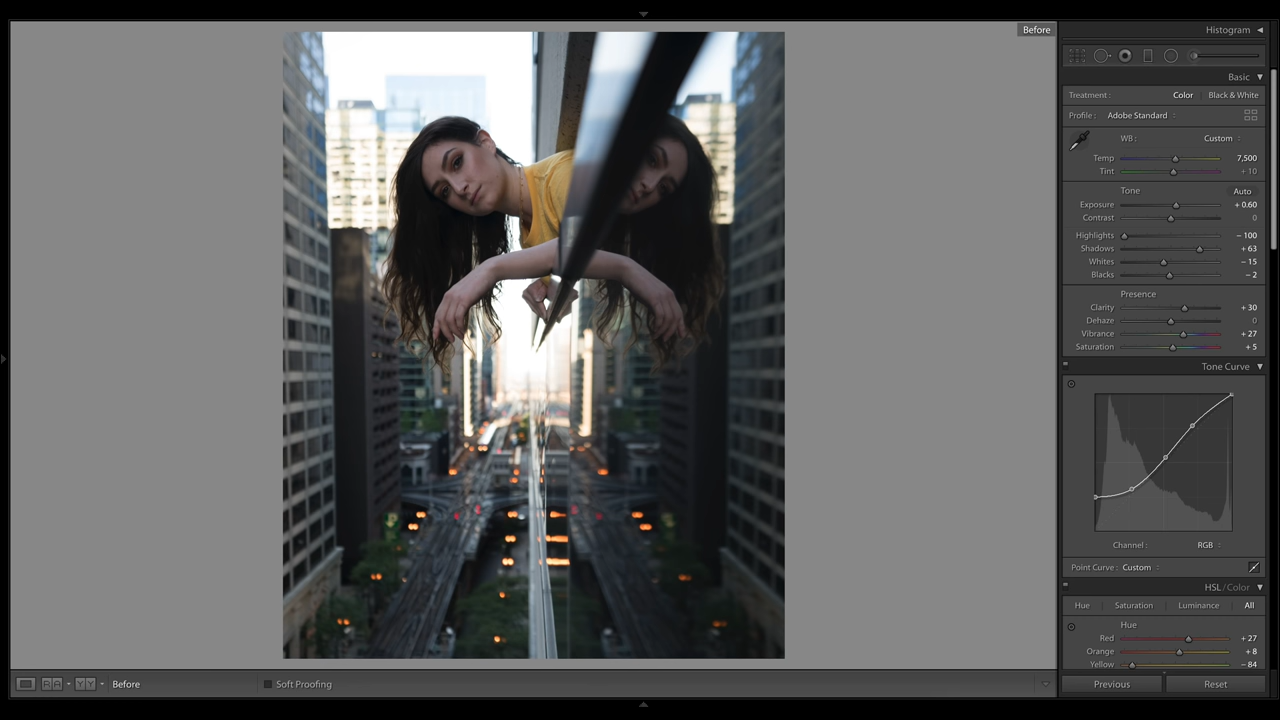 Before
Histogram
Basic
Treatment : Color Black & White
Profile : Adobe Standard
WB : Custom
Temp 7,500
Tint + 10
Tone Auto
Exposure + 0.60
Contrast 0
Highlights − 100
Shadows + 63
Whites − 15
Blacks − 2
Presence
Clarity + 30
Dehaze 0
Vibrance + 27
Saturation + 5
Tone Curve
Channel : RGB
Point Curve : Custom
HSL / Color
Hue Saturation Luminance All
Hue
Red + 27
Orange + 8
Yellow − 84
Before Soft Proofing Previous Reset